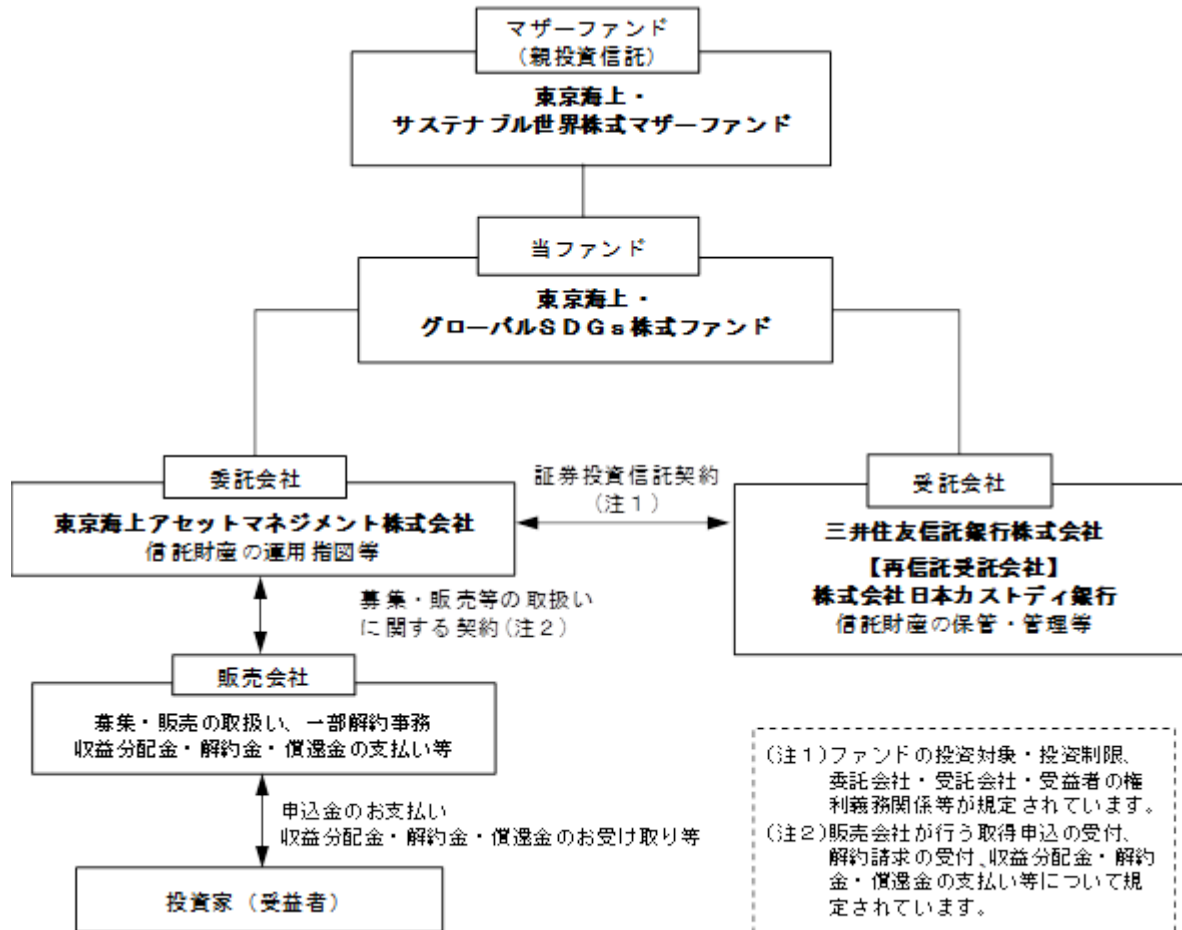 マザーファンド
(親投資信託)
東京海上・
サステナブル世界株式マザーファンド
当ファンド
東京海上・
グローバルSDGs株式ファンド
委託会社
東京海上アセットマネジメント株式会社
信託財産の運用指図等
証券投資信託契約
(注1)
受託会社
三井住友信託銀行株式会社
【再信託受託会社】
株式会社日本カストディ銀行
信託財産の保管・管理等
募集・販売等の取扱い
に関する契約(注2)
販売会社
募集・販売の取扱い、一部解約事務
収益分配金・解約金・償還金の支払い等
申込金のお支払い
収益分配金・解約金・償還金のお受け取り等
投資家(受益者)
(注1)ファンドの投資対象・投資制限、
委託会社・受託会社・受益者の権
利義務関係等が規定されています。
(注2)販売会社が行う取得申込の受付、
解約請求の受付、収益分配金・解約
金・償還金の支払い等について規
定されています。